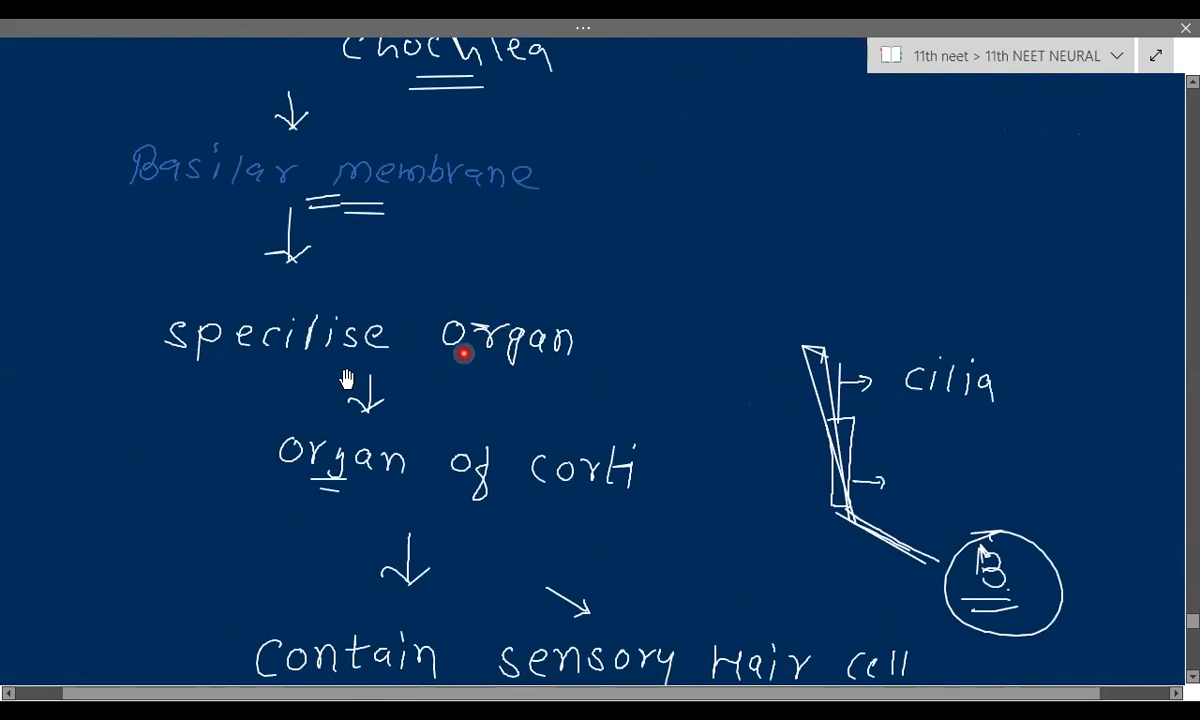 Chochlea
11th neet > 11th NEET NEURAL
Basilar membrane
specilise organ
cilia
organ of corti
B
Contain sensory Hair cell